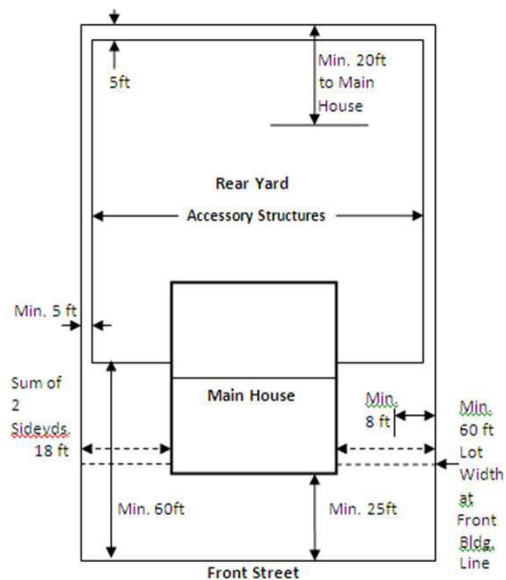 5ft
Min. 20ft
to Main
House
Rear Yard
Accessory Structures
Min. 5 ft
Sum of
2
Sideyds.
18 ft
Main House
Min.
8 ft
Min.
60 ft
Lot
Width
at
Front
Bldg.
Line
Min. 60ft
Min. 25ft
Front Street